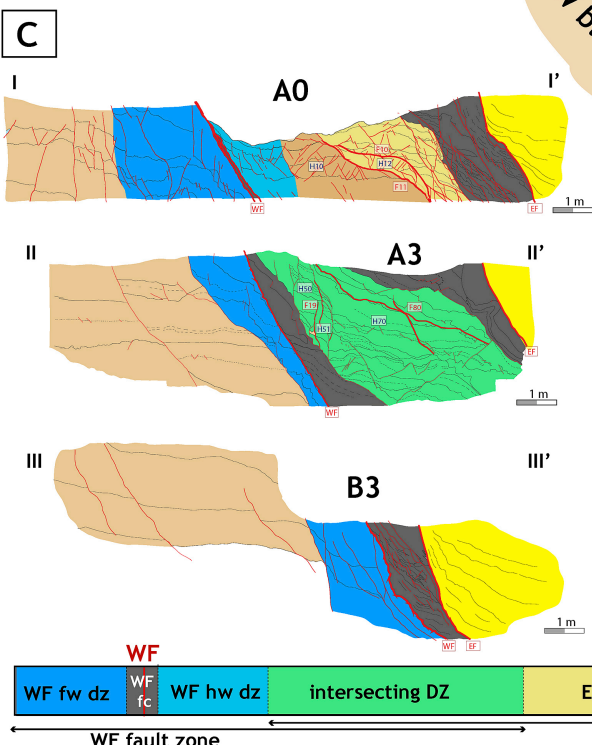 C
I
A0
I’
F10
H10
H12
F11
WF
EF
1 m
II
A3
II’
H50
F19
F80
H70
H51
EF
WF
1 m
III
B3
III’
1 m
WF
EF
WF
WF fw dz
WF
fc
WF hw dz
intersecting DZ
E
WF fault zone